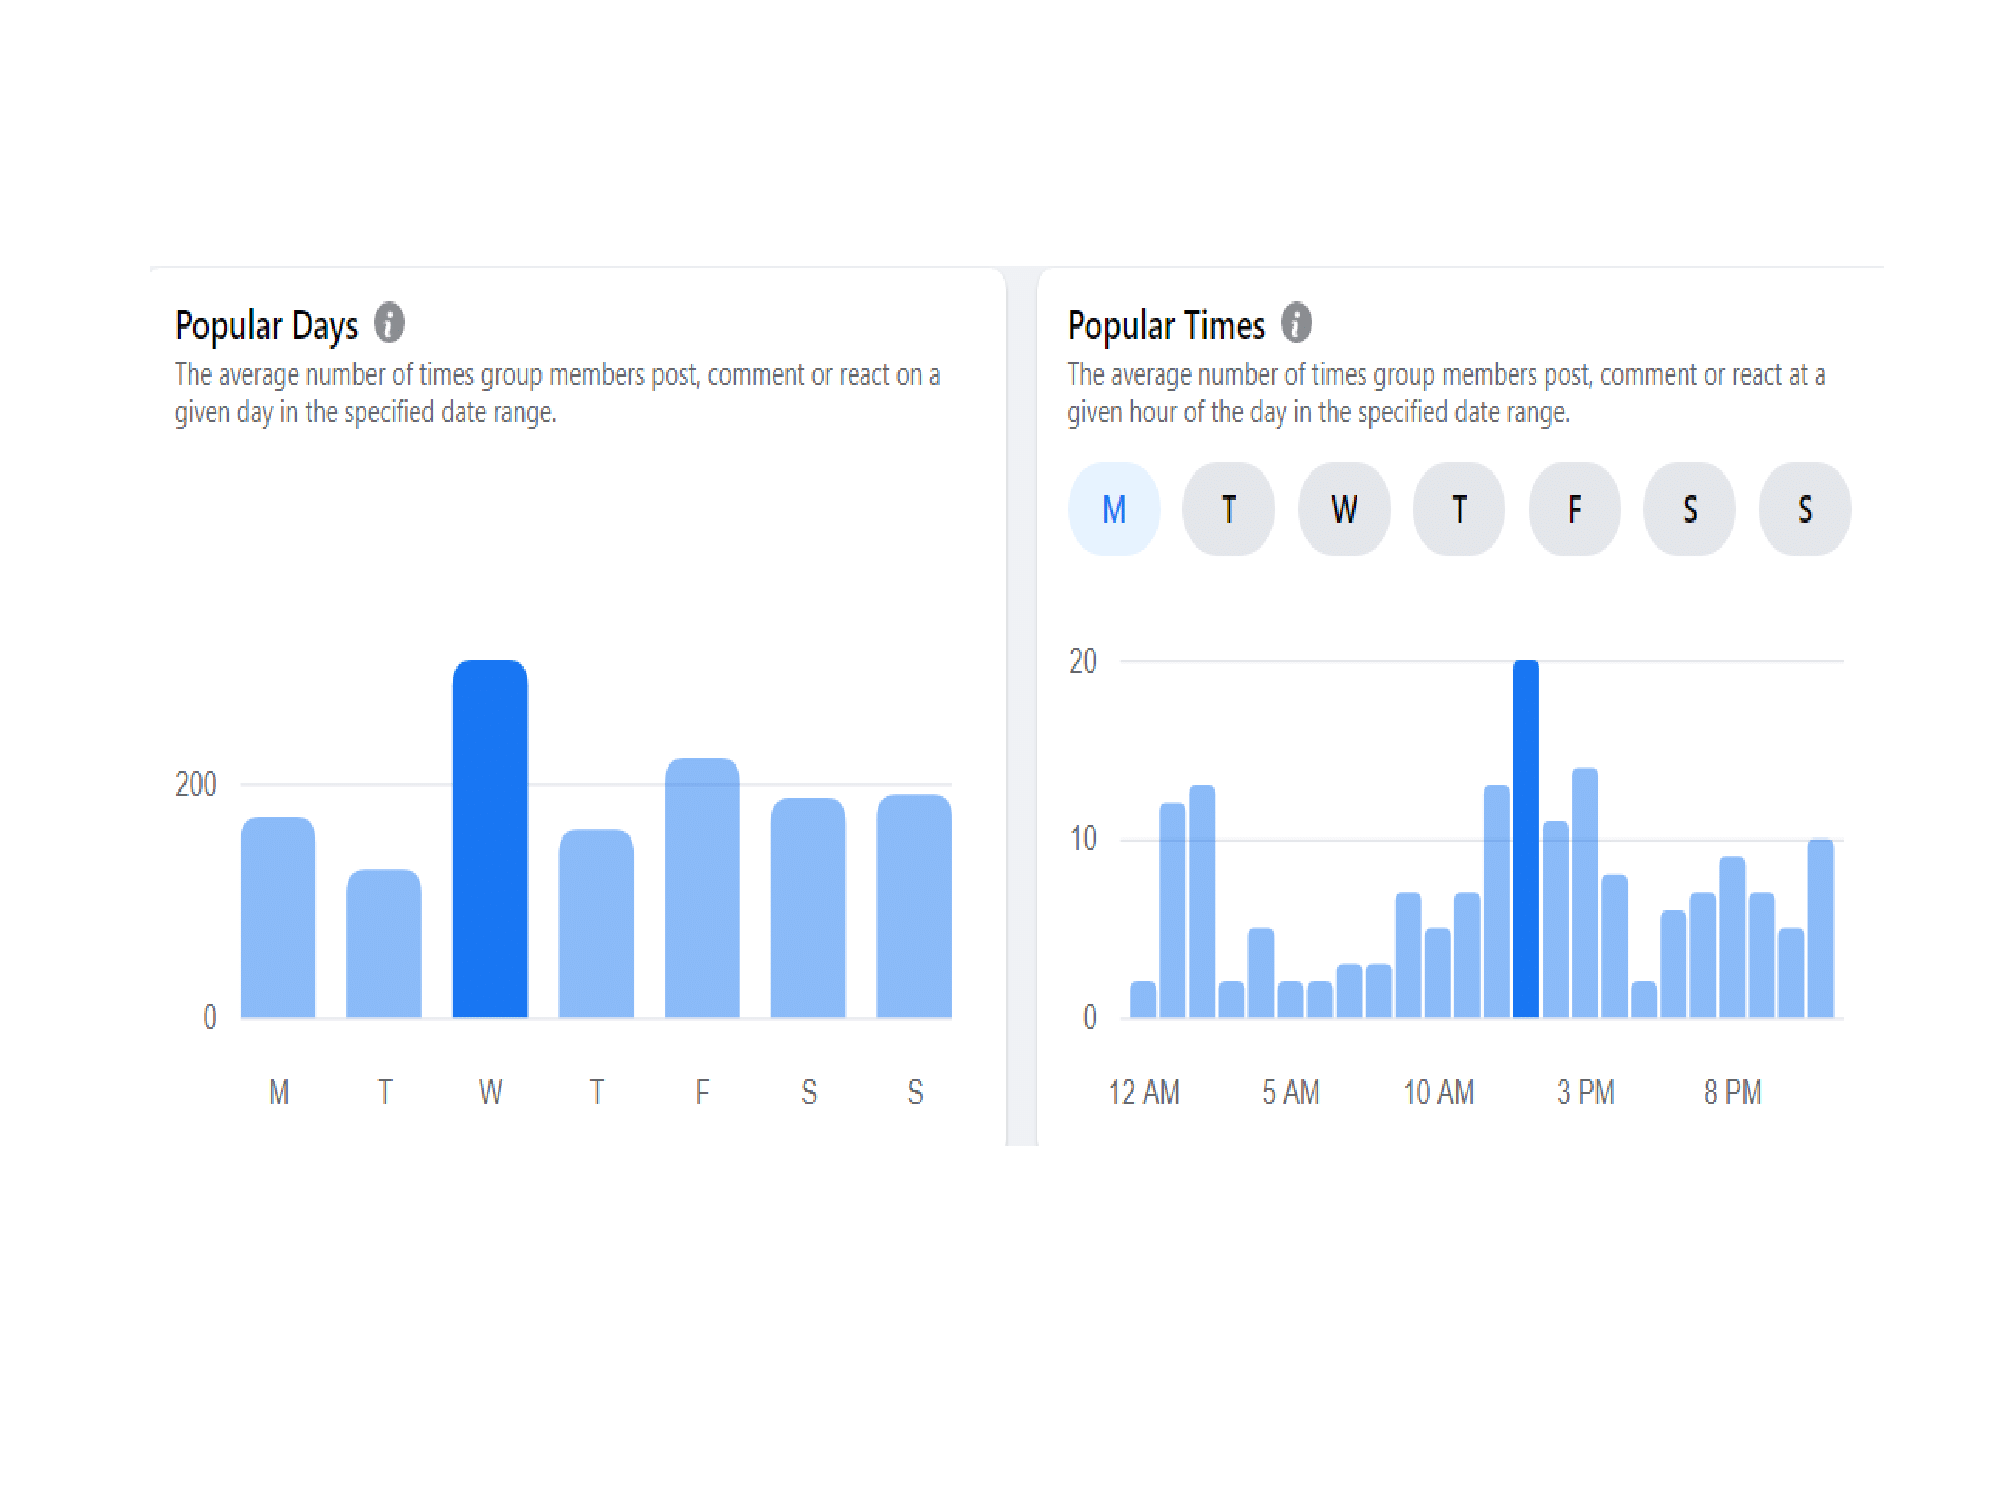 Popular Days
The average number of times group members post, comment or react on a
given day in the specified date range.
200
0
M T W T F S S
Popular Times
The average number of times group members post, comment or react at a
given hour of the day in the specified date range.
M T W T F S S
20
10
0
12 AM 5 AM 10 AM 3 PM 8 PM